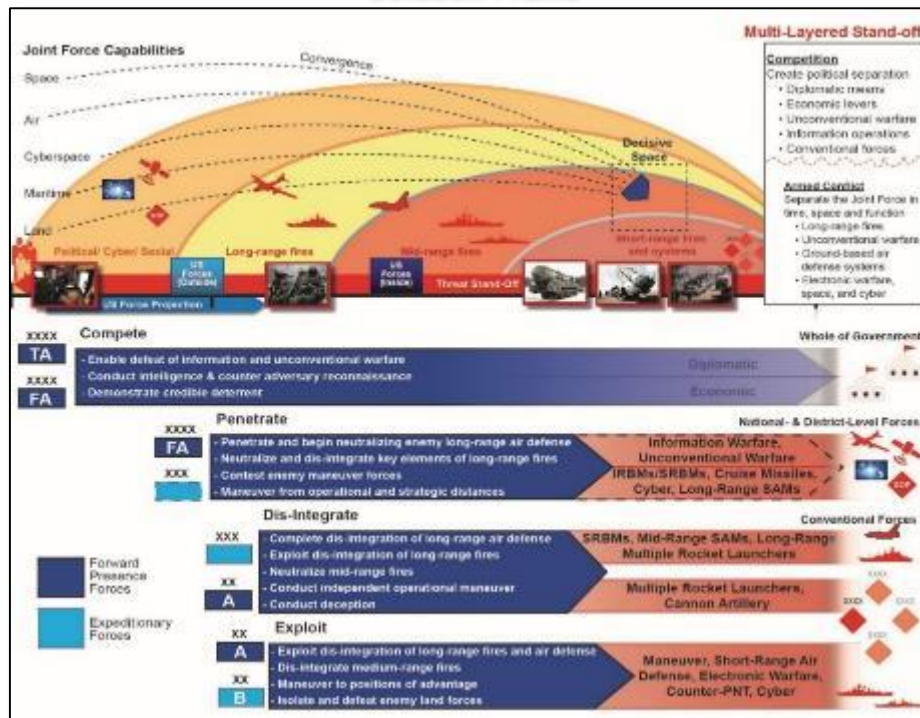 Joint Force Capabilities
Space
Air
Cyberspace
Maritime
Land
Convergence
Decisive
Space
Political/ Cyber/ Social
Long-range fires
Mid-range fires
Short-range fires
and systems
US
Forces
(Outside)
US
Forces
(Inside)
Threat Stand-Off
US Force Projection
Multi-Layered Stand-off
Competition
Create political separation
• Diplomatic means
• Economic levers
• Unconventional warfare
• Information operations
• Conventional forces
Armed Conflict
Separate the Joint Force in
time, space and function
• Long-range fires
• Unconventional warfare
• Ground-based air
defense systems
• Electronic warfare,
space, and cyber
XXXX
TA
XXXX
FA
Compete
- Enable defeat of information and unconventional warfare
- Conduct intelligence & counter adversary reconnaissance
- Demonstrate credible deterrent
Diplomatic
Economic
Whole of Government
XXXX
FA
XXX
Penetrate
- Penetrate and begin neutralizing enemy long-range air defense
- Neutralize and dis-integrate key elements of long-range fires
- Contest enemy maneuver forces
- Maneuver from operational and strategic distances
National- & District-Level Forces
Information Warfare,
Unconventional Warfare
IRBMs/SRBMs, Cruise Missiles,
Cyber, Long-Range SAMs
XXX
XX
A
Dis-Integrate
- Complete dis-integration of long-range air defense
- Exploit dis-integration of long-range fires
- Neutralize mid-range fires
- Conduct independent operational maneuver
- Conduct deception
Conventional Forces
SRBMs, Mid-Range SAMs, Long-Range
Multiple Rocket Launchers
Multiple Rocket Launchers,
Cannon Artillery
XX
A
XX
B
Exploit
- Exploit dis-integration of long-range fires and air defense
- Dis-integrate medium-range fires
- Maneuver to positions of advantage
- Isolate and defeat enemy land forces
Maneuver, Short-Range Air
Defense, Electronic Warfare,
Counter-PNT, Cyber
Forward
Presence
Forces
Expeditionary
Forces